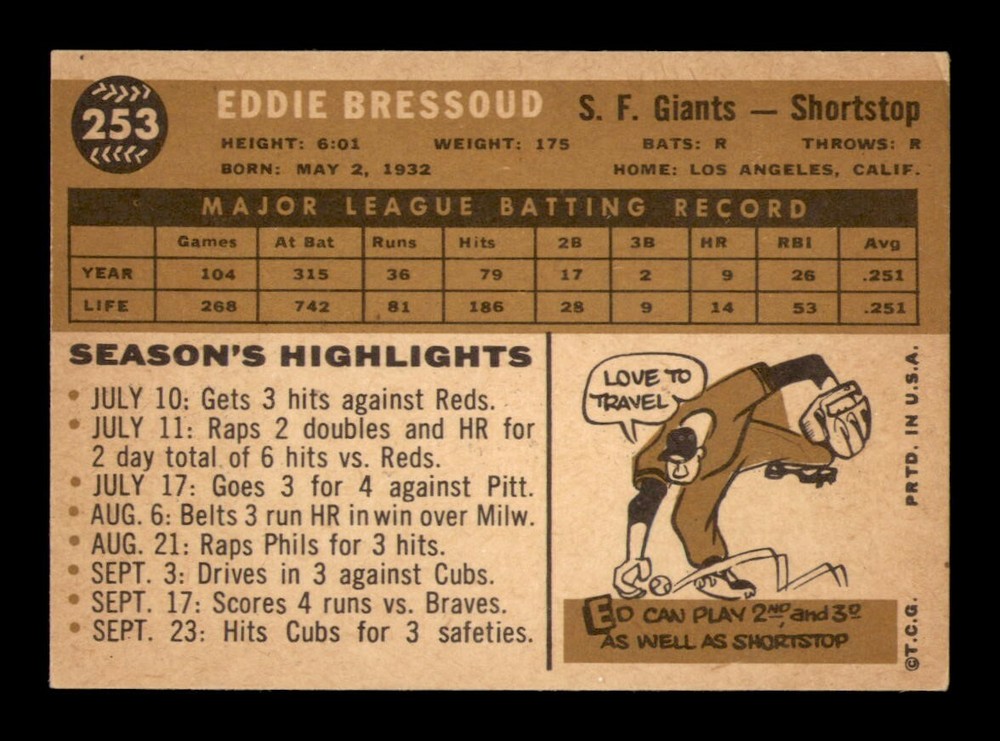 253
EDDIE BRESSOUD
S. F. Giants — Shortstop
HEIGHT: 6:01 WEIGHT: 175 BATS: R THROWS: R
BORN: MAY 2, 1932 HOME: LOS ANGELES, CALIF.
MAJOR LEAGUE BATTING RECORD
Games At Bat Runs Hits 2B 3B HR RBI Avg
YEAR 104 315 36 79 17 2 9 26 .251
LIFE 268 742 81 186 28 9 14 53 .251
SEASON'S HIGHLIGHTS
• JULY 10: Gets 3 hits against Reds.
• JULY 11: Raps 2 doubles and HR for
2 day total of 6 hits vs. Reds.
• JULY 17: Goes 3 for 4 against Pitt.
• AUG. 6: Belts 3 run HR in win over Milw.
• AUG. 21: Raps Phils for 3 hits.
• SEPT. 3: Drives in 3 against Cubs.
• SEPT. 17: Scores 4 runs vs. Braves.
• SEPT. 23: Hits Cubs for 3 safeties.
LOVE TO
TRAVEL
ED CAN PLAY 2ND, and 3D
AS WELL AS SHORTSTOP
©T.C.G. PRTD. IN U.S.A.